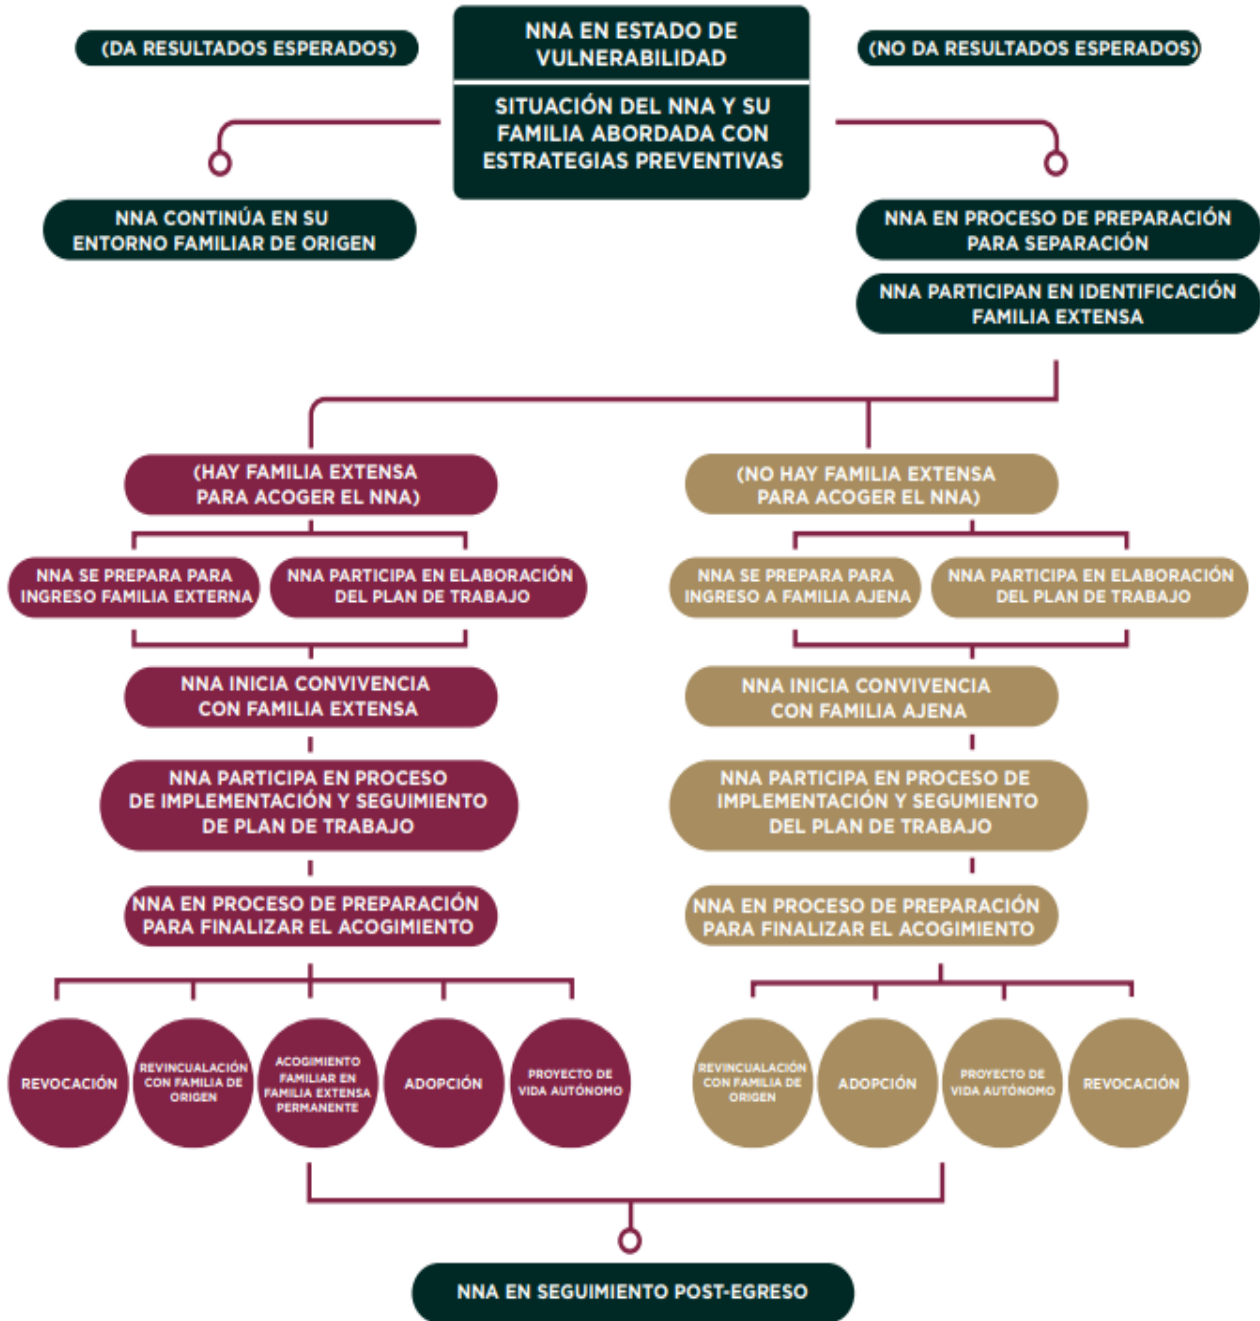 (DA RESULTADOS ESPERADOS)
NNA EN ESTADO DE
VULNERABILIDAD
(NO DA RESULTADOS ESPERADOS)
SITUACIÓN DEL NNA Y SU
FAMILIA ABORDADA CON
ESTRATEGIAS PREVENTIVAS
NNA CONTINÚA EN SU
ENTORNO FAMILIAR DE ORIGEN
NNA EN PROCESO DE PREPARACIÓN
PARA SEPARACIÓN
NNA PARTICIPAN EN IDENTIFICACIÓN
FAMILIA EXTENSA
(HAY FAMILIA EXTENSA
PARA ACOGER EL NNA)
(NO HAY FAMILIA EXTENSA
PARA ACOGER EL NNA)
NNA SE PREPARA PARA
INGRESO FAMILIA EXTERNA
NNA PARTICIPA EN ELABORACIÓN
DEL PLAN DE TRABAJO
NNA SE PREPARA PARA
INGRESO A FAMILIA AJENA
NNA PARTICIPA EN ELABORACIÓN
DEL PLAN DE TRABAJO
NNA INICIA CONVIVENCIA
CON FAMILIA EXTENSA
NNA INICIA CONVIVENCIA
CON FAMILIA AJENA
NNA PARTICIPA EN PROCESO
DE IMPLEMENTACIÓN Y SEGUIMIENTO
DE PLAN DE TRABAJO
NNA PARTICIPA EN PROCESO DE
IMPLEMENTACIÓN Y SEGUMIENTO
DEL PLAN DE TRABAJO
NNA EN PROCESO DE PREPARACIÓN
PARA FINALIZAR EL ACOGIMIENTO
NNA EN PROCESO DE PREPARACIÓN
PARA FINALIZAR EL ACOGIMIENTO
REVOCACIÓN
REVINCUALACIÓN
CON FAMILIA DE
ORIGEN
ACOGIMIENTO
FAMILIAR EN
FAMILIA EXTENSA
PERMANENTE
ADOPCIÓN
PROYECTO DE
VIDA AUTÓNOMO
REVINCUALACIÓN
CON FAMILIA DE
ORIGEN
ADOPCIÓN
PROYECTO DE
VIDA AUTÓNOMO
REVOCACIÓN
NNA EN SEGUIMIENTO POST-EGRESO